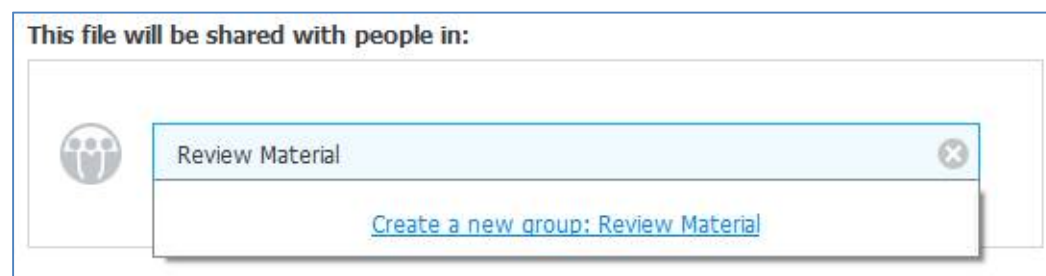 This file will be shared with people in:
Review Material
Create a new group: Review Material